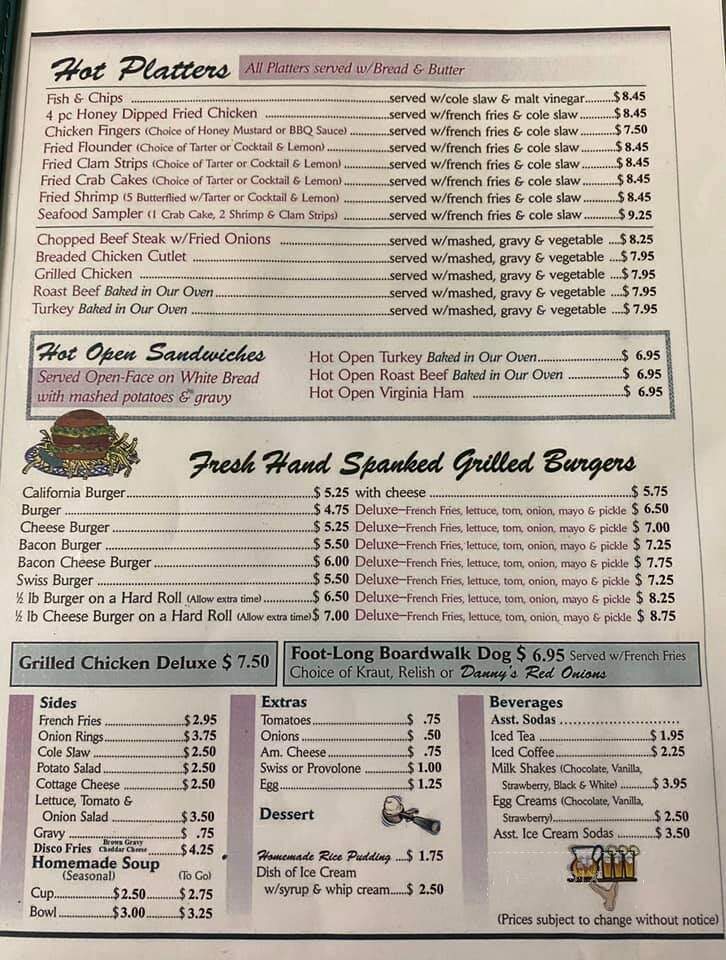 Hot Platters All Platters served w/Bread & Butter
Fish & Chips ..........served w/cole slaw & malt vinegar.......$8.45
4 pc Honey Dipped Fried Chicken ..........served w/french fries & cole slaw..........$8.45
Chicken Fingers (Choice of Honey Mustard or BBQ Sauce) ..........served w/french fries & cole slaw..........$7.50
Fried Flounder (Choice of Tarter or Cocktail & Lemon)..........served w/french fries & cole slaw..........$8.45
Fried Clam Strips (Choice of Tarter or Cocktail & Lemon) ..........served w/french fries & cole slaw..........$8.45
Fried Crab Cakes (Choice of Tarter or Cocktail & Lemon) ..........served w/french fries & cole slaw..........$8.45
Fried Shrimp (5 Butterflied w/Tarter or Cocktail & Lemon) ..........served w/french fries & cole slaw..........$8.45
Seafood Sampler (1 Crab Cake, 2 Shrimp & Clam Strips) ..........served w/french fries & cole slaw..........$9.25
Chopped Beef Steak w/Fried Onions ..........served w/mashed, gravy & vegetable ....$8.25
Breaded Chicken Cutlet ..........served w/mashed, gravy & vegetable ....$7.95
Grilled Chicken ..........served w/mashed, gravy & vegetable ....$7.95
Roast Beef Baked in Our Oven..........served w/mashed, gravy & vegetable ....$7.95
Turkey Baked in Our Oven ..........served w/mashed, gravy & vegetable ....$7.95
Hot Open Sandwiches
Served Open-Face on White Bread
with mashed potatoes & gravy
Hot Open Turkey Baked in Our Oven..........$ 6.95
Hot Open Roast Beef Baked in Our Oven ..........$ 6.95
Hot Open Virginia Ham ..........$ 6.95
Fresh Hand Spanked Grilled Burgers
California Burger..........$ 5.25 with cheese ..........$ 5.75
Burger ..........$ 4.75 Deluxe—French Fries, lettuce, tom, onion, mayo & pickle $ 6.50
Cheese Burger ..........$ 5.25 Deluxe—French Fries, lettuce, tom, onion, mayo & pickle $ 7.00
Bacon Burger ..........$ 5.50 Deluxe—French Fries, lettuce, tom, onion, mayo & pickle $ 7.25
Bacon Cheese Burger..........$ 6.00 Deluxe—French Fries, lettuce, tom, onion, mayo & pickle $ 7.75
Swiss Burger ..........$ 5.50 Deluxe—French Fries, lettuce, tom, onion, mayo & pickle $ 7.25
½ lb Burger on a Hard Roll (Allow extra time)..........$ 6.50 Deluxe—French Fries, lettuce, tom, onion, mayo & pickle $ 8.25
½ lb Cheese Burger on a Hard Roll (Allow extra time)$ 7.00 Deluxe—French Fries, lettuce, tom, onion, mayo & pickle $ 8.75
Grilled Chicken Deluxe $ 7.50
Foot-Long Boardwalk Dog $ 6.95 Served w/French Fries
Choice of Kraut, Relish or Danny's Red Onions
Sides
French Fries ..........$2.95
Onion Rings..........$3.75
Cole Slaw ..........$2.50
Potato Salad..........$2.50
Cottage Cheese ..........$2.50
Lettuce, Tomato &
Onion Salad ..........$3.50
Gravy ..........$ .75
Disco Fries Brown Gravy Cheddar Cheese ..........$4.25
Homemade Soup
(Seasonal) (To Go)
Cup..........$2.50..........$2.75
Bowl..........$3.00..........$3.25
Extras
Tomatoes..........$ .75
Onions ..........$ .50
Am. Cheese..........$ .75
Swiss or Provolone ..........$ 1.00
Egg..........$ 1.25
Dessert
Homemade Rice Pudding ...$ 1.75
Dish of Ice Cream
w/syrup & whip cream.....$ 2.50
Beverages
Asst. Sodas ..........
Iced Tea ..........$ 1.95
Iced Coffee..........$ 2.25
Milk Shakes (Chocolate, Vanilla,
Strawberry, Black & White) ..........$ 3.95
Egg Creams (Chocolate, Vanilla,
Strawberry)..........$ 2.50
Asst. Ice Cream Sodas ..........$ 3.50
(Prices subject to change without notice)